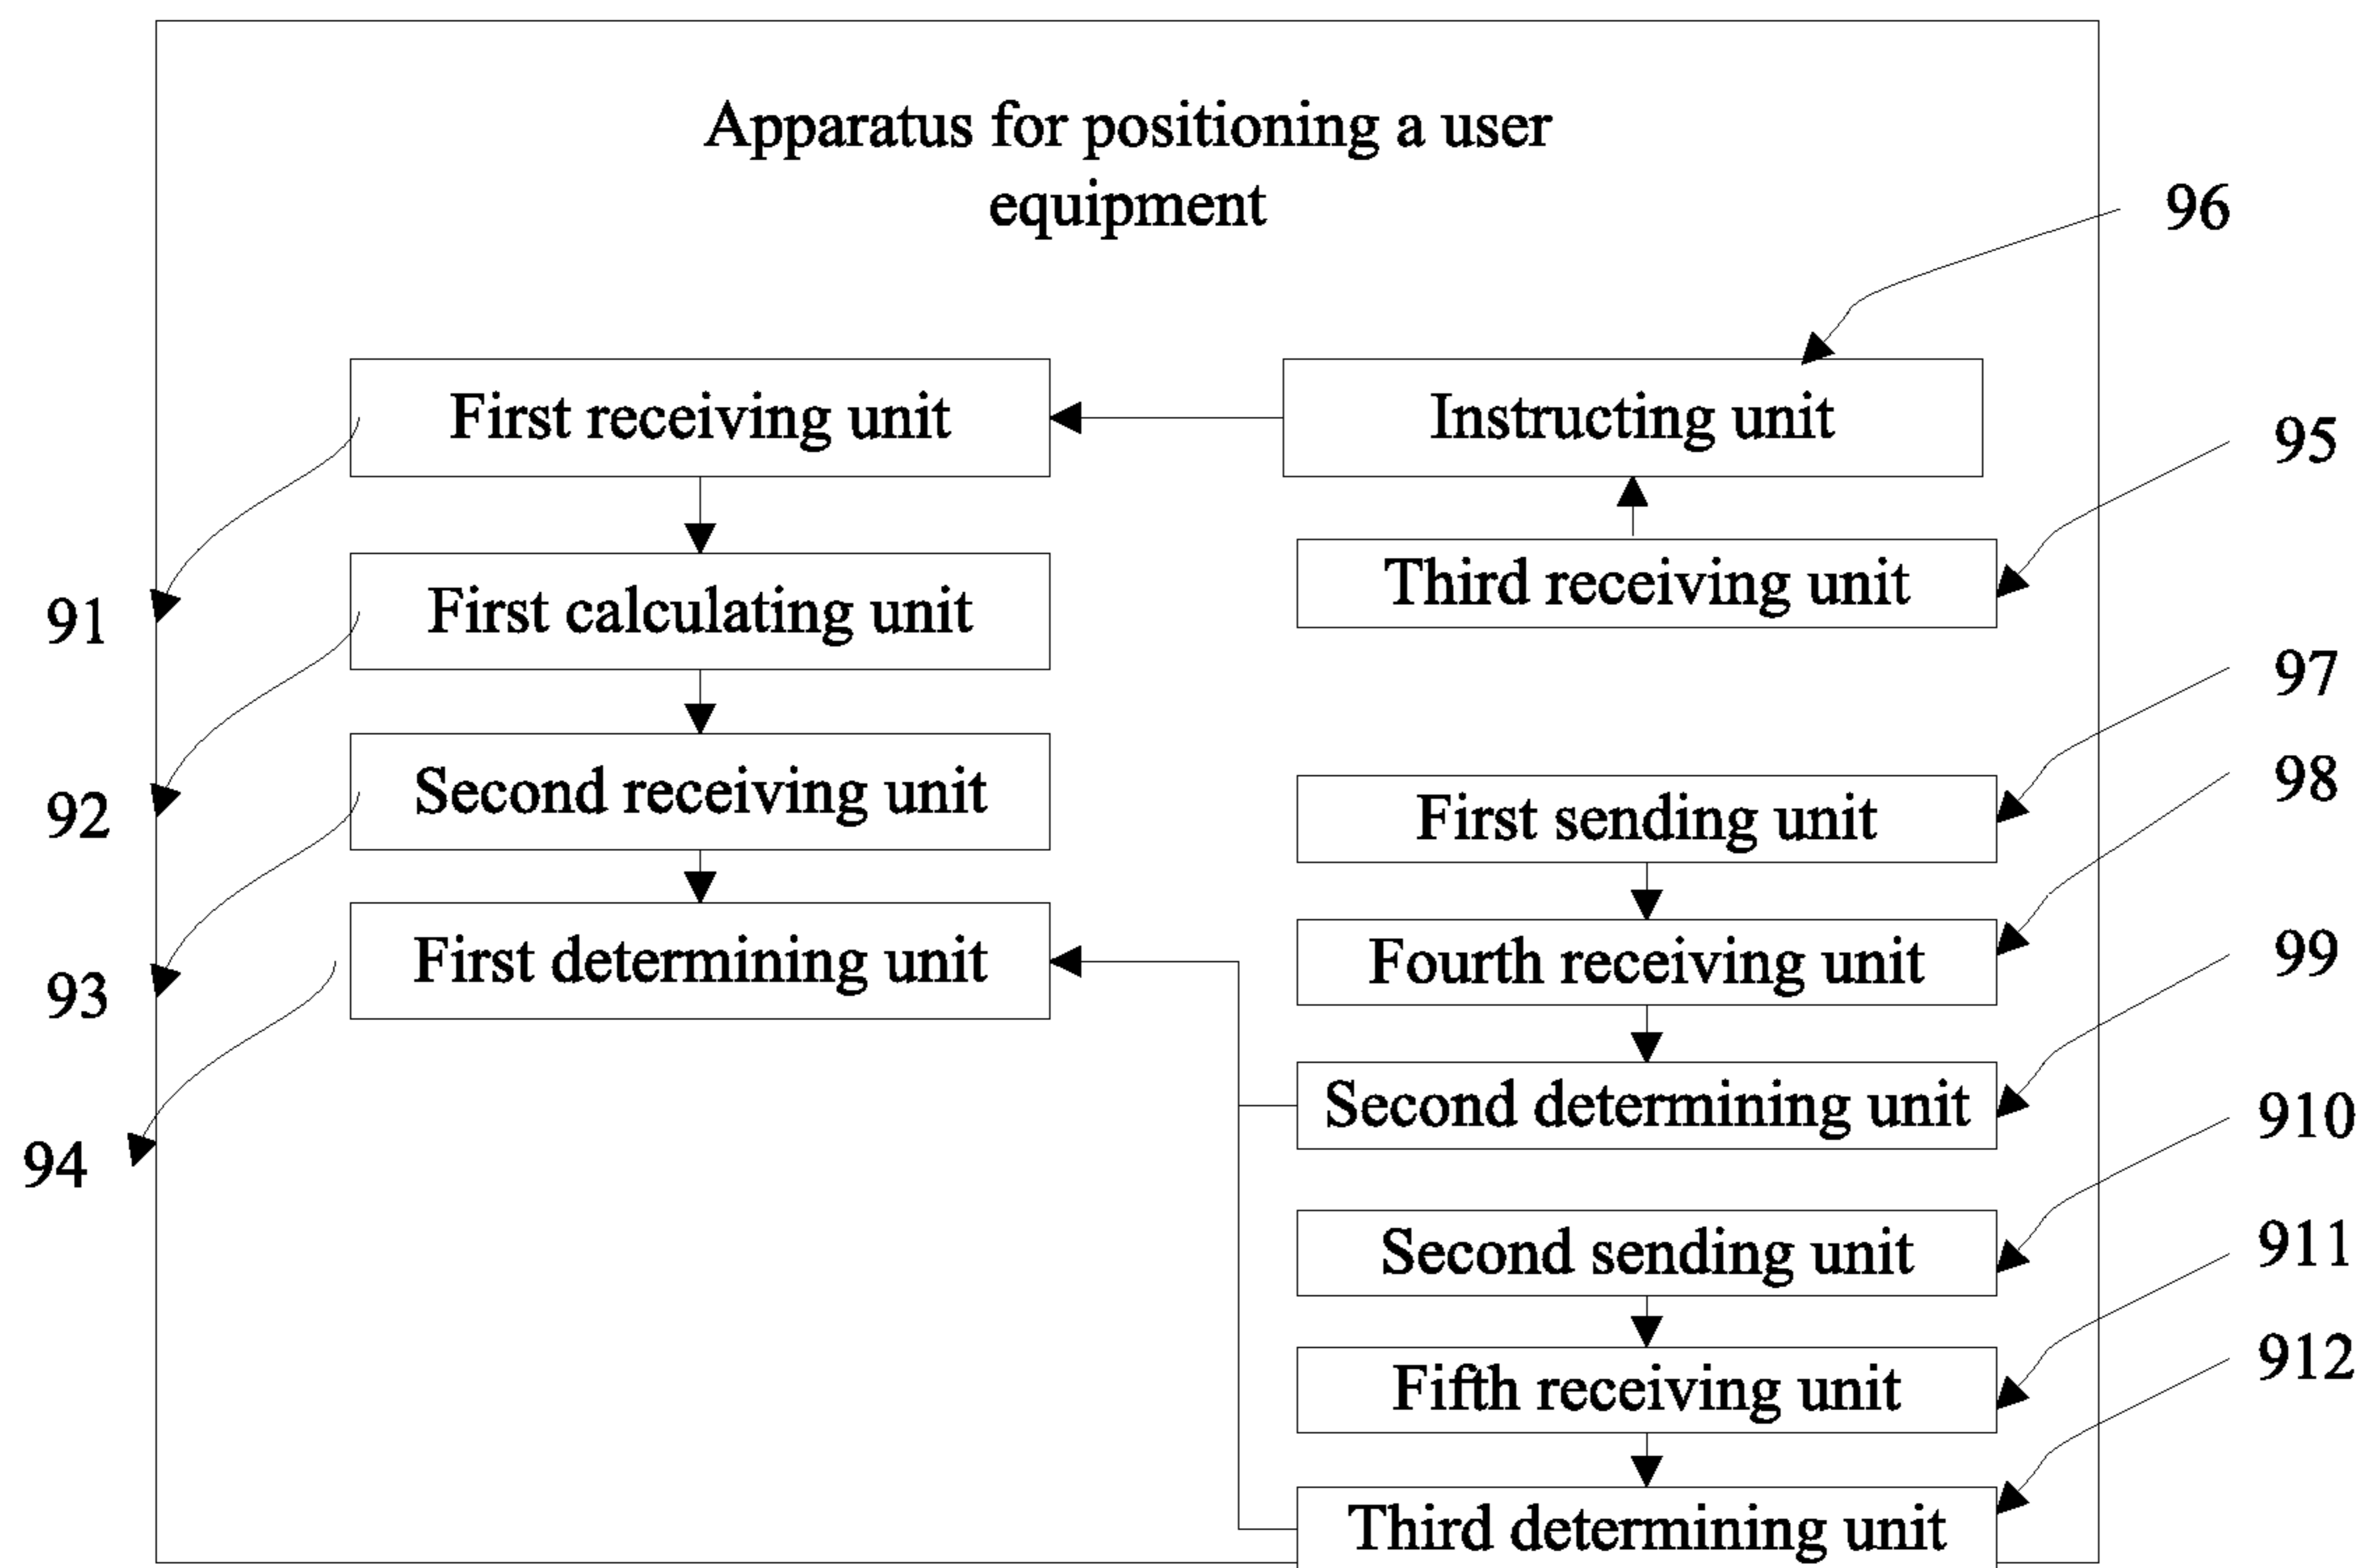 Apparatus for positioning a user
equipment
96
First receiving unit
Instructing unit
95
Third receiving unit
91
First calculating unit
97
92
Second receiving unit
98
First sending unit
93
First determining unit
Fourth receiving unit
99
94
Second determining unit
910
Second sending unit
911
Fifth receiving unit
912
Third determining unit